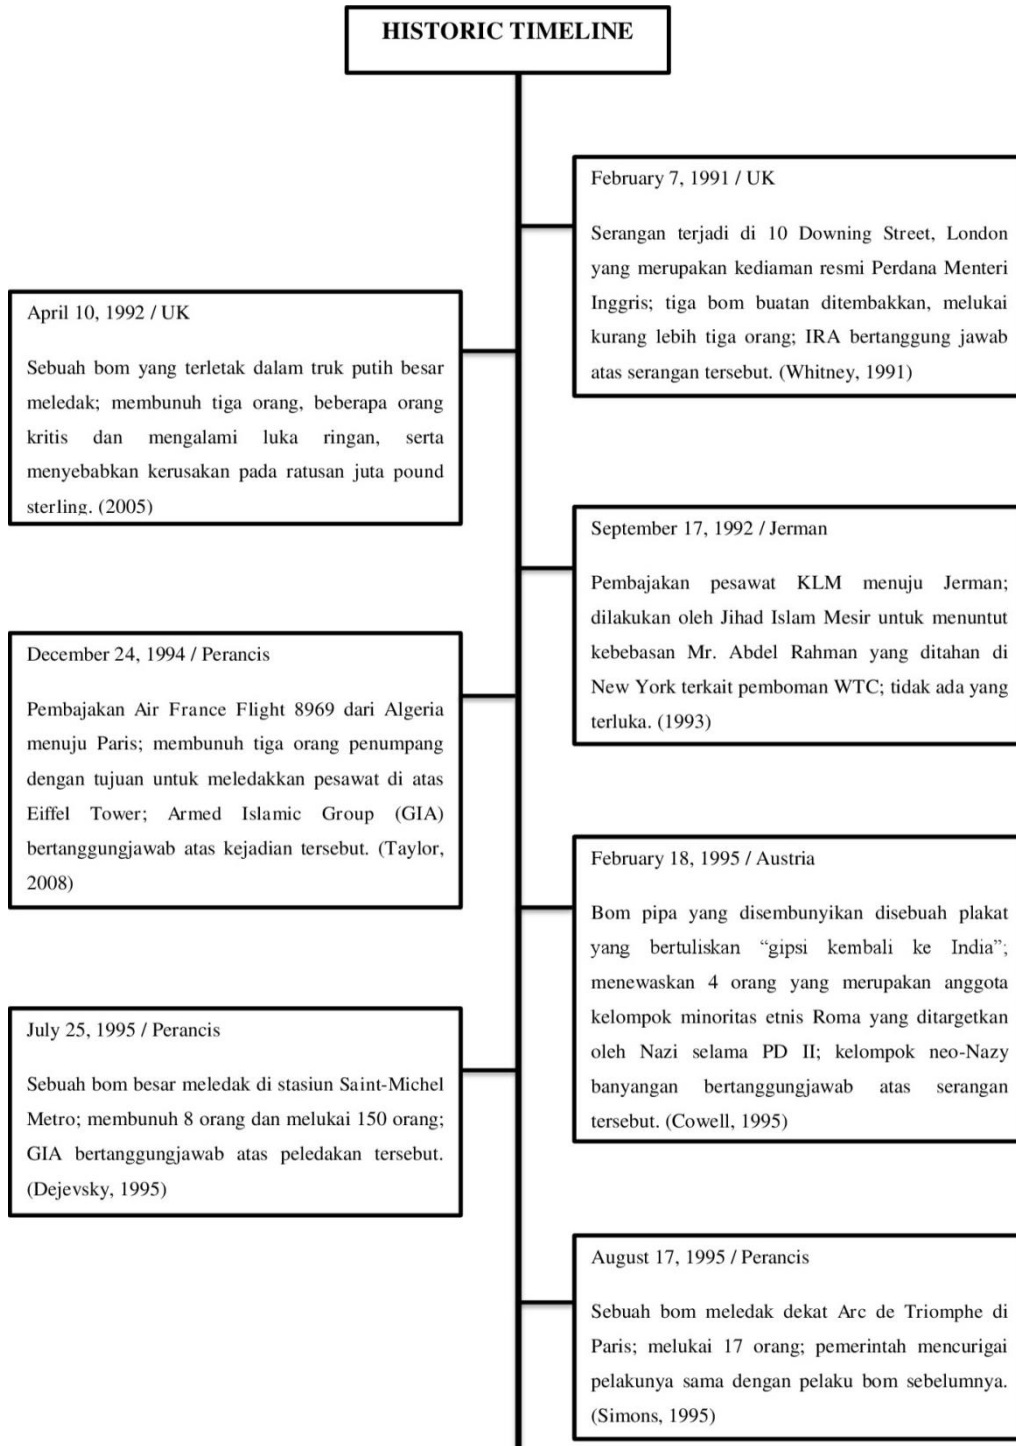 HISTORIC TIMELINE
February 7, 1991 / UK
Serangan terjadi di 10 Downing Street, London
yang merupakan kediaman resmi Perdana Menteri
Inggris; tiga bom buatan ditembakkan, melukai
kurang lebih tiga orang; IRA bertanggung jawab
atas serangan tersebut. (Whitney, 1991)
April 10, 1992 / UK
Sebuah bom yang terletak dalam truk putih besar
meledak; membunuh tiga orang, beberapa orang
kritis dan mengalami luka ringan, serta
menyebabkan kerusakan pada ratusan juta pound
sterling. (2005)
September 17, 1992 / Jerman
Pembajakan pesawat KLM menuju Jerman;
dilakukan oleh Jihad Islam Mesir untuk menuntut
kebebasan Mr. Abdel Rahman yang ditahan di
New York terkait pemboman WTC; tidak ada yang
terluka. (1993)
December 24, 1994 / Perancis
Pembajakan Air France Flight 8969 dari Algeria
menuju Paris; membunuh tiga orang penumpang
dengan tujuan untuk meledakkan pesawat di atas
Eiffel Tower; Armed Islamic Group (GIA)
bertanggungjawab atas kejadian tersebut. (Taylor,
2008)
February 18, 1995 / Austria
Bom pipa yang disembunyikan disebuah plakat
yang bertuliskan “gipsi kembali ke India”;
menewaskan 4 orang yang merupakan anggota
kelompok minoritas etnis Roma yang ditargetkan
oleh Nazi selama PD II; kelompok neo-Nazy
banyangan bertanggungjawab atas serangan
tersebut. (Cowell, 1995)
July 25, 1995 / Perancis
Sebuah bom besar meledak di stasiun Saint-Michel
Metro; membunuh 8 orang dan melukai 150 orang;
GIA bertanggungjawab atas peledakan tersebut.
(Dejevsky, 1995)
August 17, 1995 / Perancis
Sebuah bom meledak dekat Arc de Triomphe di
Paris; melukai 17 orang; pemerintah mencurigai
pelakunya sama dengan pelaku bom sebelumnya.
(Simons, 1995)